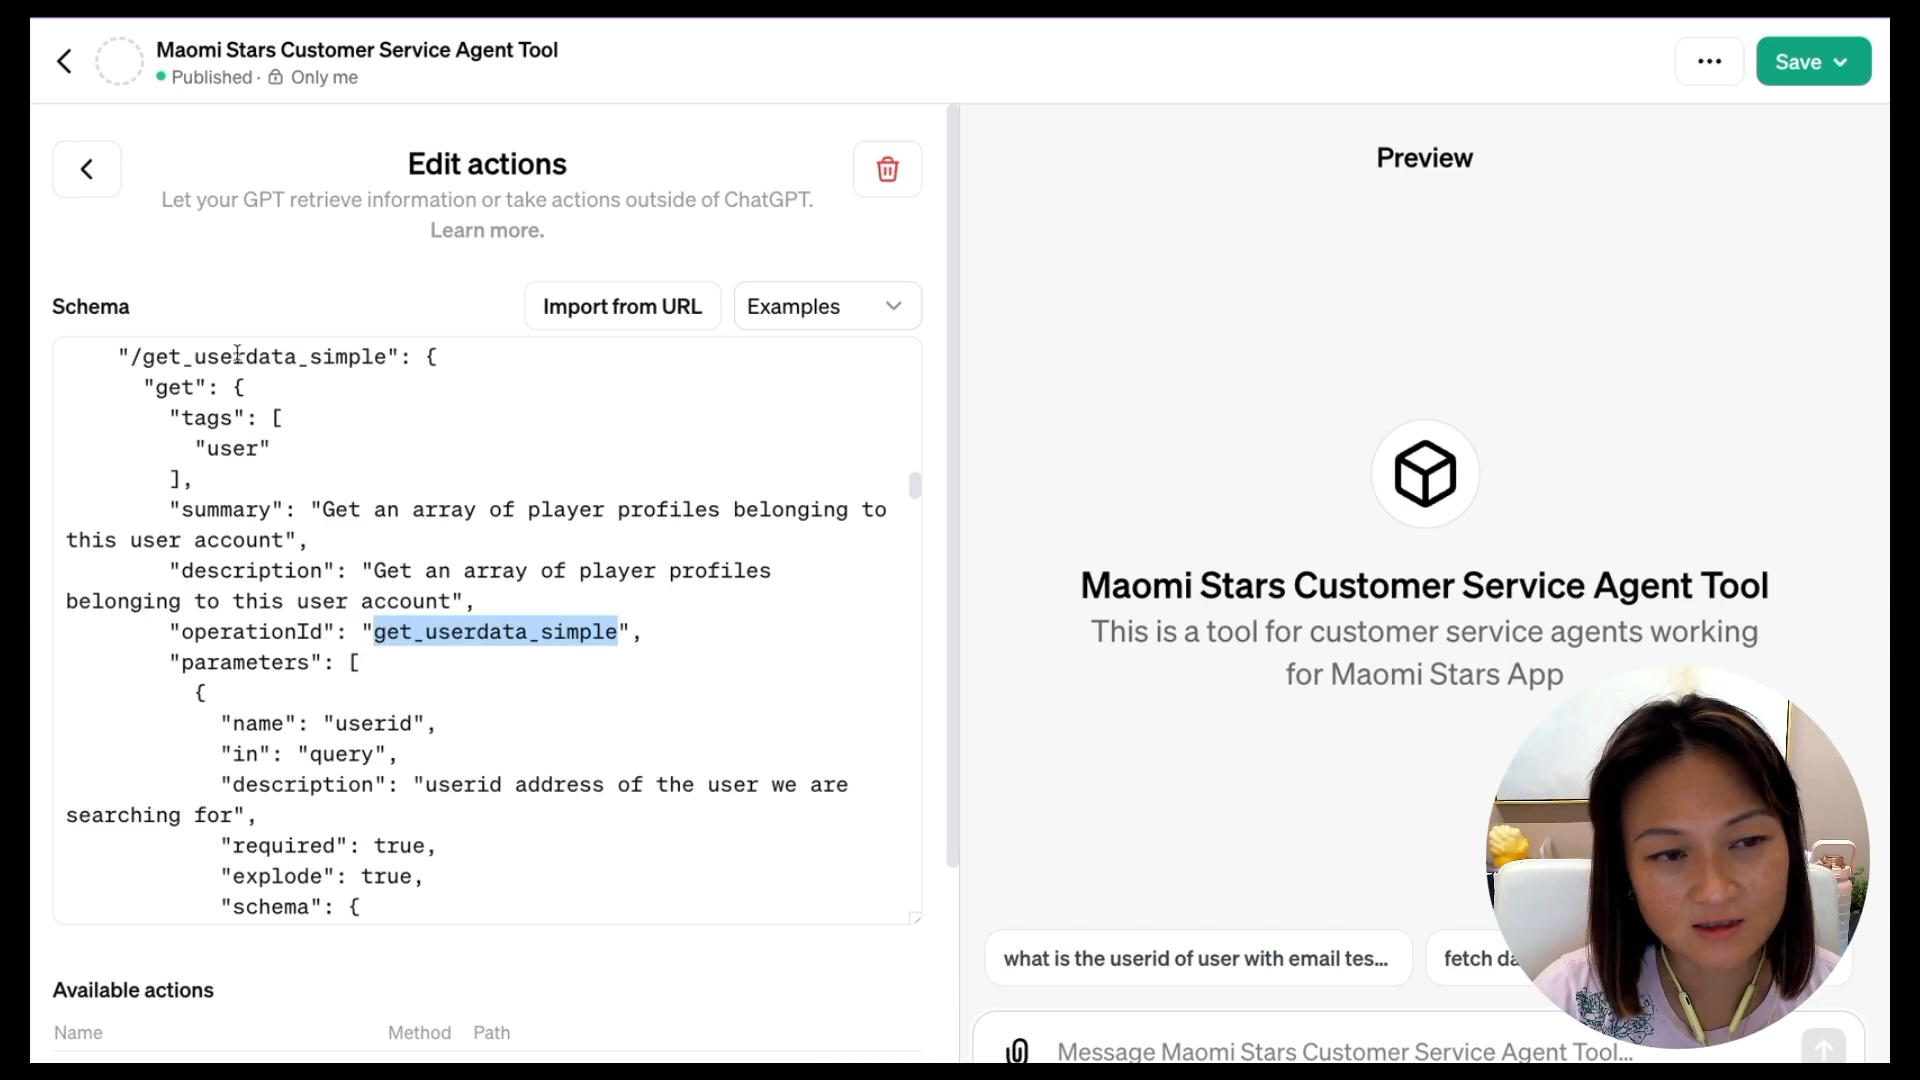 Maomi Stars Customer Service Agent Tool
Published · Only me
Save
Edit actions
Let your GPT retrieve information or take actions outside of ChatGPT.
Learn more.
Schema
Import from URL
Examples
"/get_userdata_simple": {
"get": {
"tags": [
"user"
],
"summary": "Get an array of player profiles belonging to
this user account",
"description": "Get an array of player profiles
belonging to this user account",
"operationId": "get_userdata_simple",
"parameters": [
{
"name": "userid",
"in": "query",
"description": "userid address of the user we are
searching for",
"required": true,
"explode": true,
"schema": {
Available actions
Name Method Path
Preview
Maomi Stars Customer Service Agent Tool
This is a tool for customer service agents working
for Maomi Stars App
what is the userid of user with email tes...
fetch
Message Maomi Stars Customer Service Agent Tool...